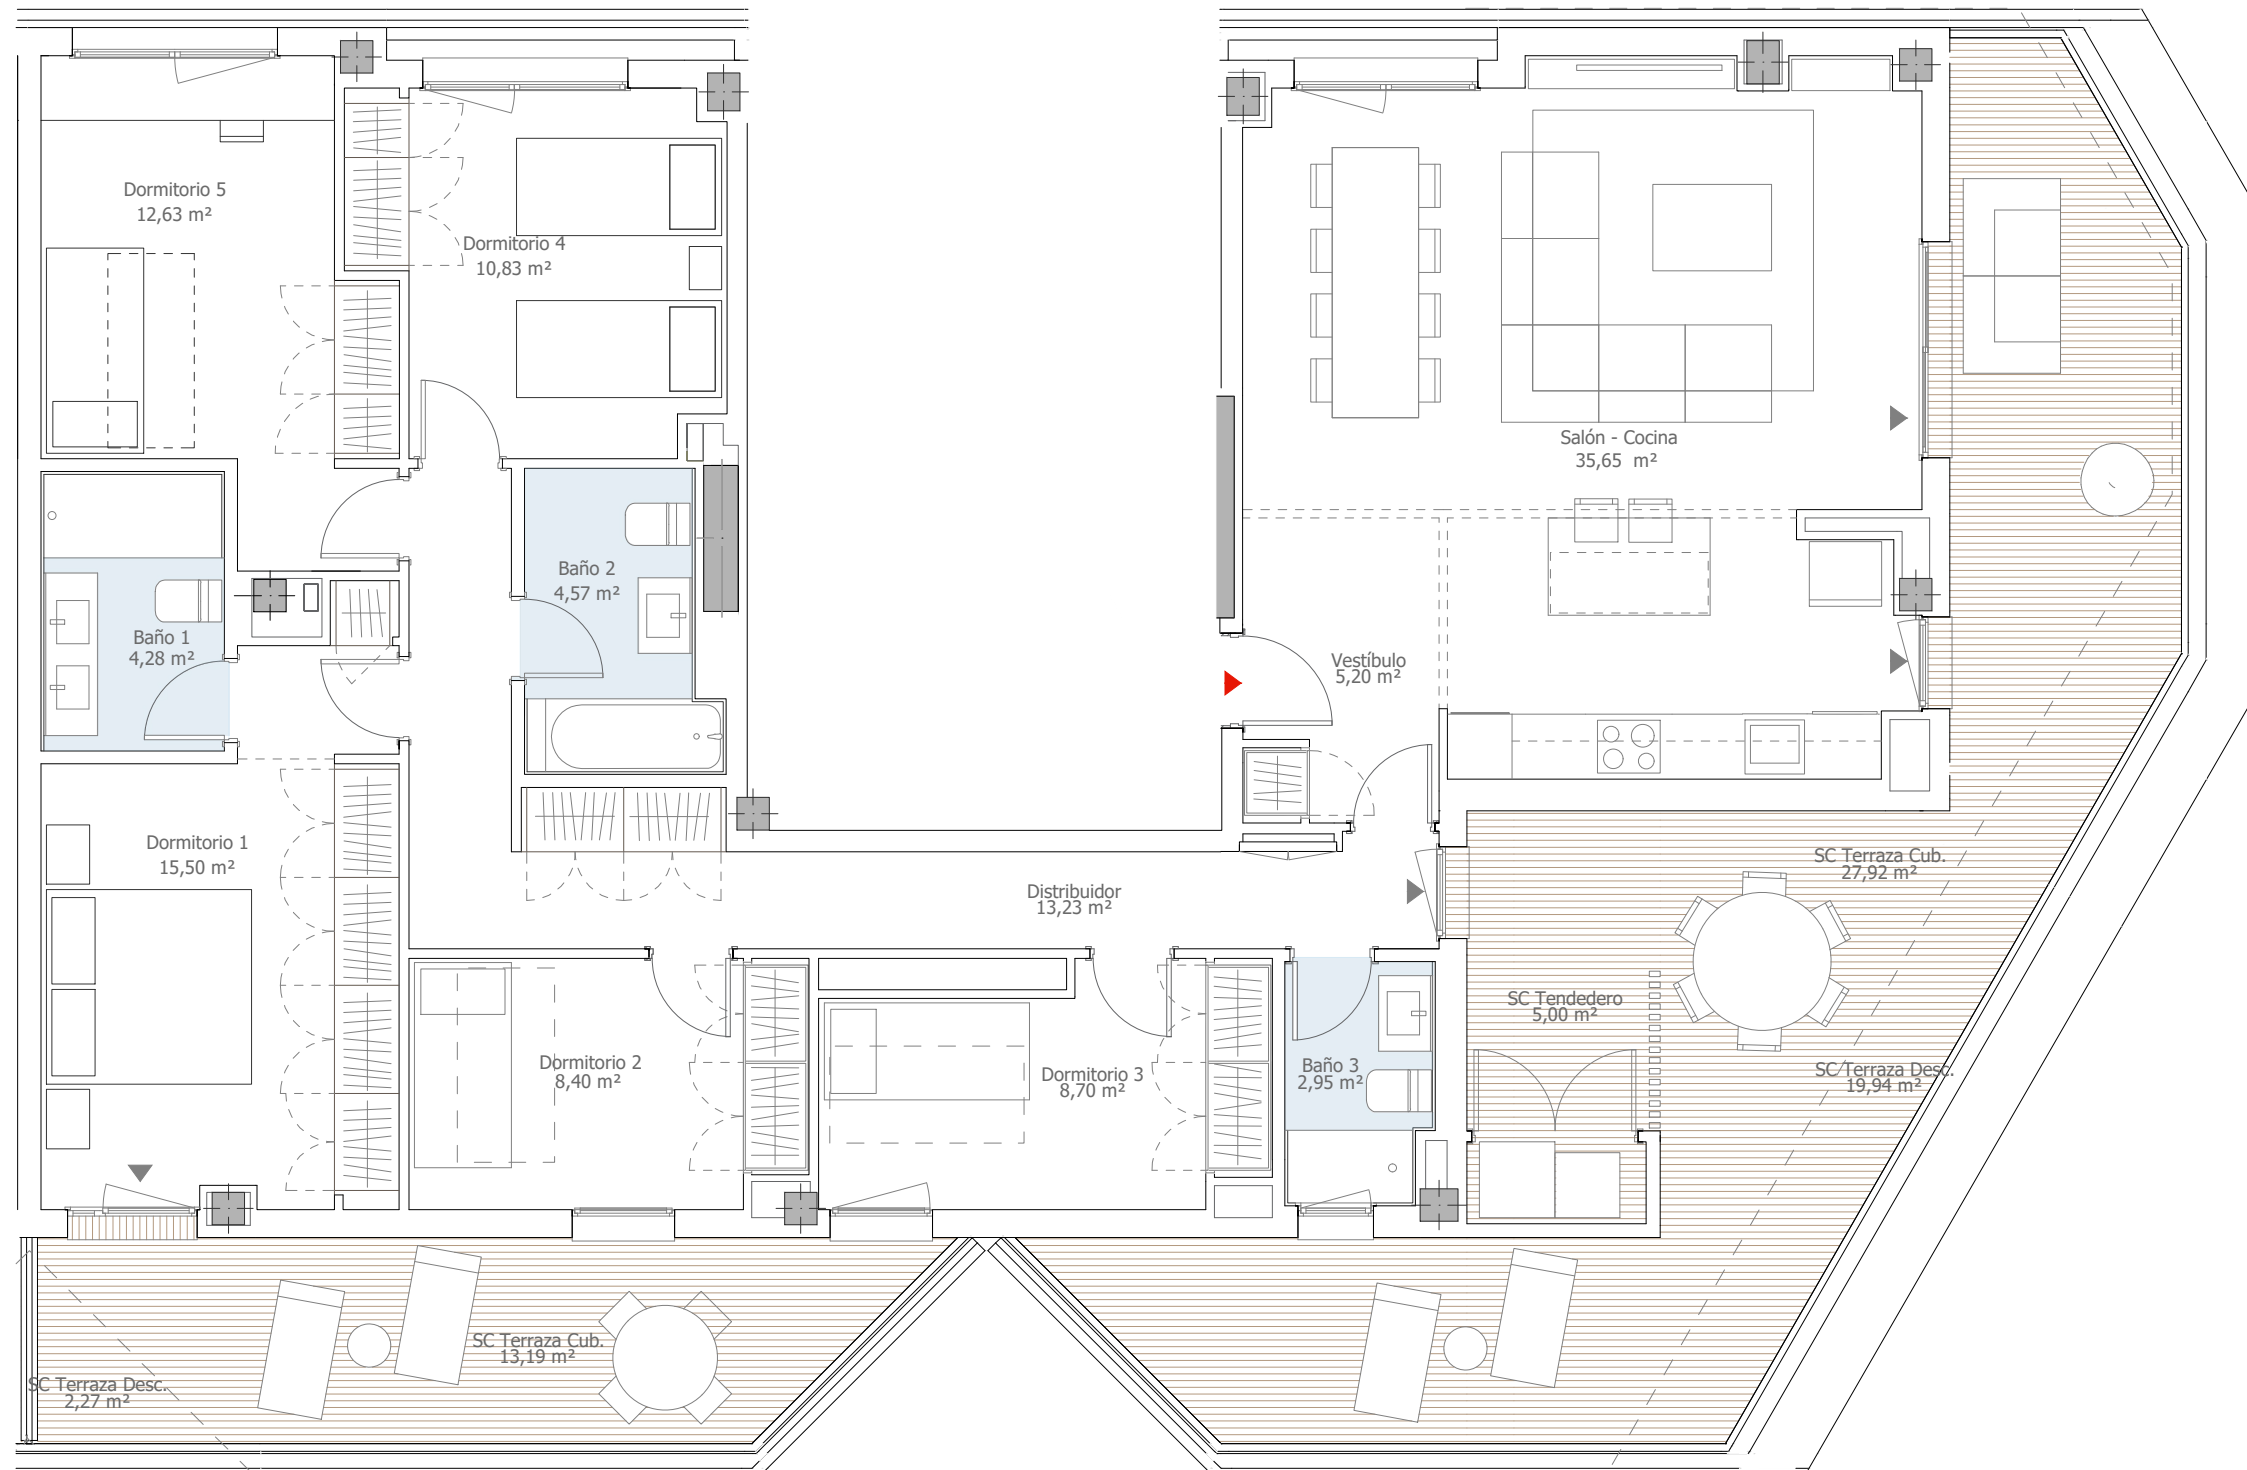 Dormitorio 5
12,63 m²
Dormitorio 4
10,83 m²
Salón - Cocina
35,65 m²
Baño 2
4,57 m²
Baño 1
4,28 m²
Vestíbulo
5,20 m²
Dormitorio 1
15,50 m²
SC Terraza Cub.
27,92 m²
Distribuidor
13,23 m²
SC Tendedero
5,00 m²
Dormitorio 2
8,40 m²
Dormitorio 3
8,70 m²
Baño 3
2,95 m²
SC Terraza Desc.
19,94 m²
SC Terraza Cub.
13,19 m²
SC Terraza Desc.
2,27 m²